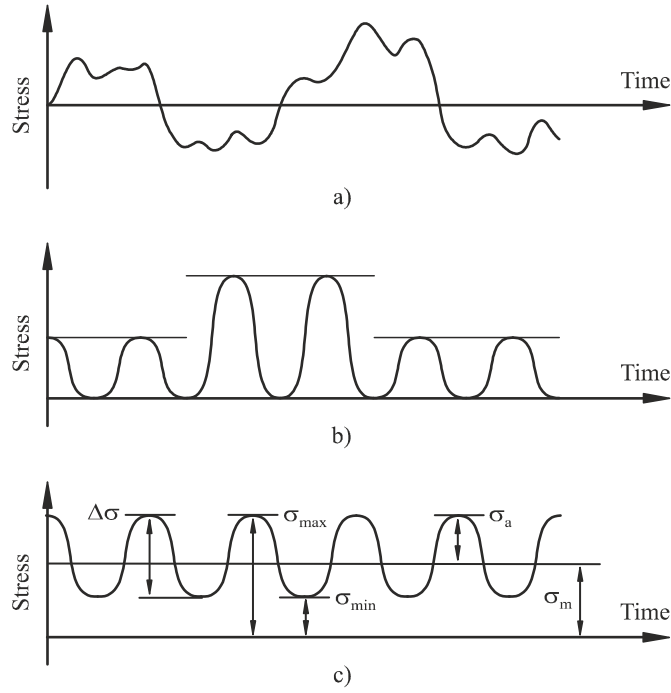 Stress
Time
a)
Stress
Time
b)
Stress
Δσ
σmax
σa
σmin
σm
Time
c)